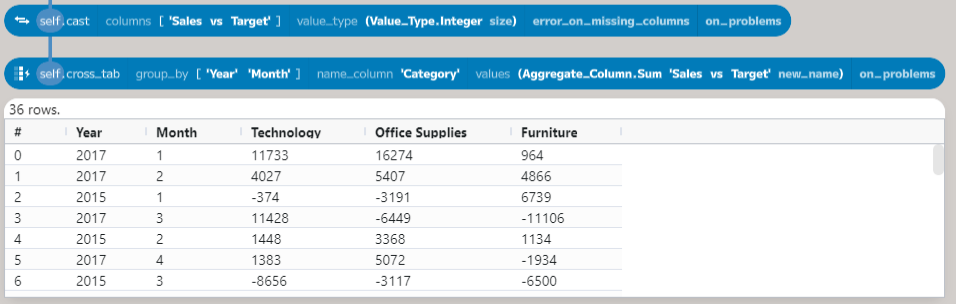 self.cast columns [ 'Sales vs Target' ] value_type (Value_Type.Integer size) error_on_missing_columns on_problems
self.cross_tab group_by [ 'Year' 'Month' ] name_column 'Category' values (Aggregate_Column.Sum 'Sales vs Target' new_name) on_problems
36 rows.
# Year Month Technology Office Supplies Furniture
0 2017 1 11733 16274 964
1 2017 2 4027 5407 4866
2 2015 1 -374 -3191 6739
3 2017 3 11428 -6449 -11106
4 2015 2 1448 3368 1134
5 2017 4 1383 5072 -1934
6 2015 3 -8656 -3117 -6500